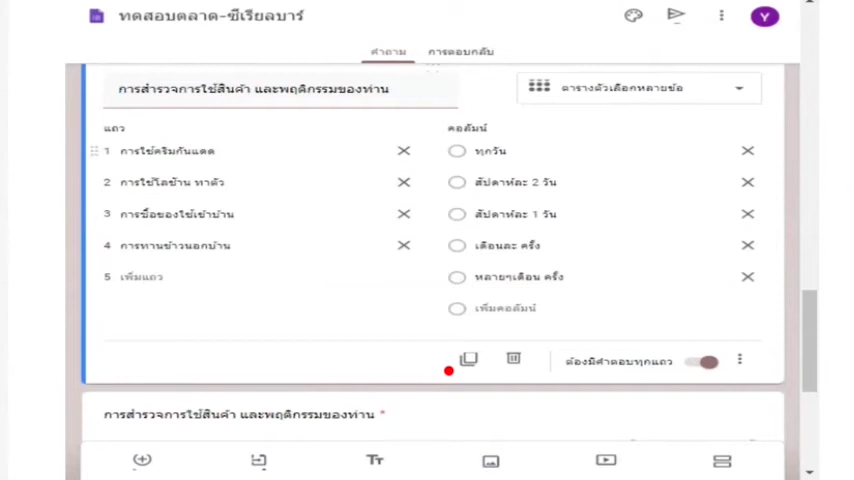 ทดสอบตลาด-ซีเรียลบาร์
Y
คำถาม การตอบกลับ
การสำรวจการใช้สินค้า และพฤติกรรมของท่าน
ตารางตัวเลือกหลายข้อ
แถว คอลัมน์
1 การใช้ครีมกันแดด ทุกวัน
2 การใช้โลชั่น ทาตัว สัปดาห์ละ 2 วัน
3 การซื้อของใช้เข้าบ้าน สัปดาห์ละ 1 วัน
4 การทานข้าวนอกบ้าน เดือนละ ครั้ง
5 เพิ่มแถว หลายๆเดือน ครั้ง
เพิ่มคอลัมน์
ต้องมีคำตอบทุกแถว
การสำรวจการใช้สินค้า และพฤติกรรมของท่าน *
Tт